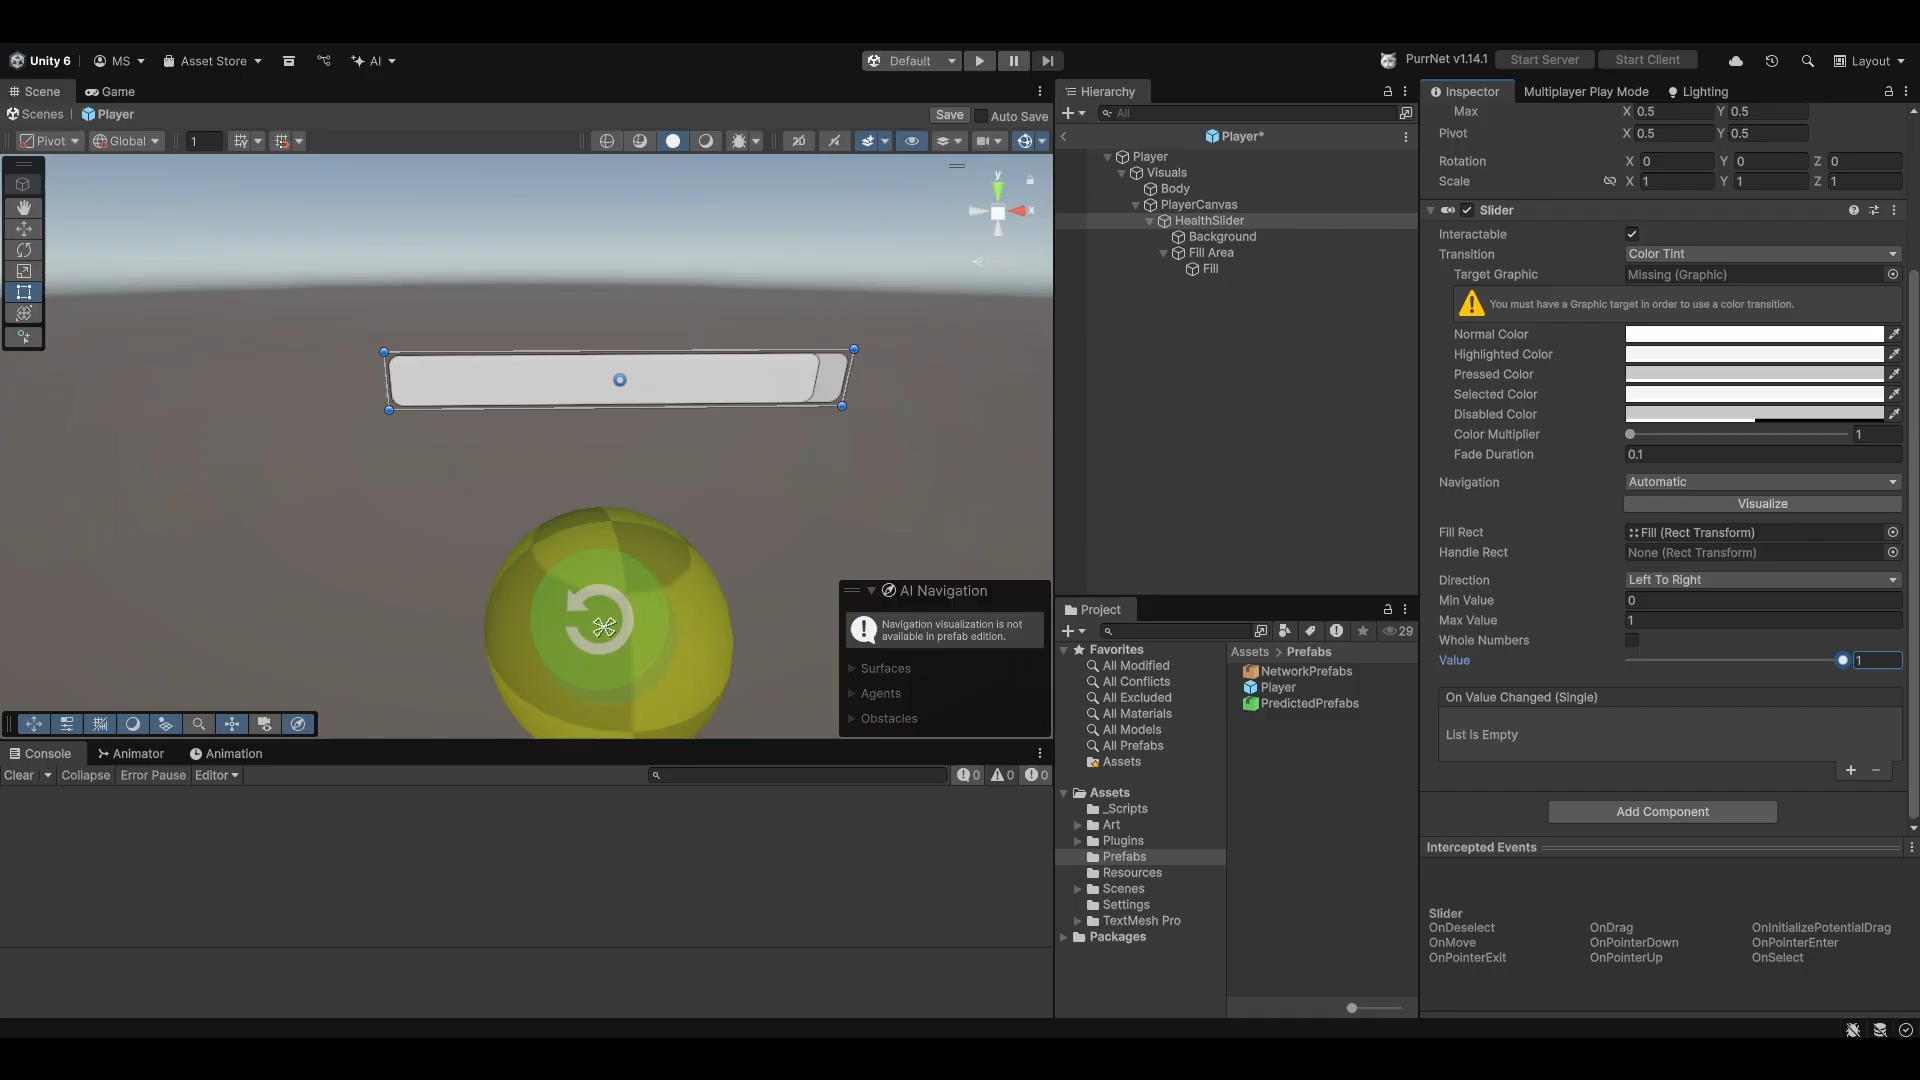 Unity 6
MS
Asset Store
AI
Default
PurrNet v1.14.1
Start Server
Start Client
Layout
Scene
Game
Scenes
Player
Save
Auto Save
Pivot
Global
1
2D
y
x
AI Navigation
Navigation visualization is not
available in prefab edition.
Surfaces
Agents
Obstacles
Console
Animator
Animation
Clear
Collapse
Error Pause
Editor
0
0
0
Hierarchy
All
Player*
Player
Visuals
Body
PlayerCanvas
HealthSlider
Background
Fill Area
Fill
Project
29
Favorites
All Modified
All Conflicts
All Excluded
All Materials
All Models
All Prefabs
Assets
Assets
_Scripts
Art
Plugins
Prefabs
Resources
Scenes
Settings
TextMesh Pro
Packages
Assets > Prefabs
NetworkPrefabs
Player
PredictedPrefabs
Inspector
Multiplayer Play Mode
Lighting
Max X 0.5 Y 0.5
Pivot X 0.5 Y 0.5
Rotation X 0 Y 0 Z 0
Scale X 1 Y 1 Z 1
Slider
Interactable
Transition Color Tint
Target Graphic Missing (Graphic)
You must have a Graphic target in order to use a color transition.
Normal Color
Highlighted Color
Pressed Color
Selected Color
Disabled Color
Color Multiplier 1
Fade Duration 0.1
Navigation Automatic
Visualize
Fill Rect Fill (Rect Transform)
Handle Rect None (Rect Transform)
Direction Left To Right
Min Value 0
Max Value 1
Whole Numbers
Value 1
On Value Changed (Single)
List is Empty
Add Component
Intercepted Events
Slider
OnDeselect OnDrag OnInitializePotentialDrag
OnMove OnPointerDown OnPointerEnter
OnPointerExit OnPointerUp OnSelect